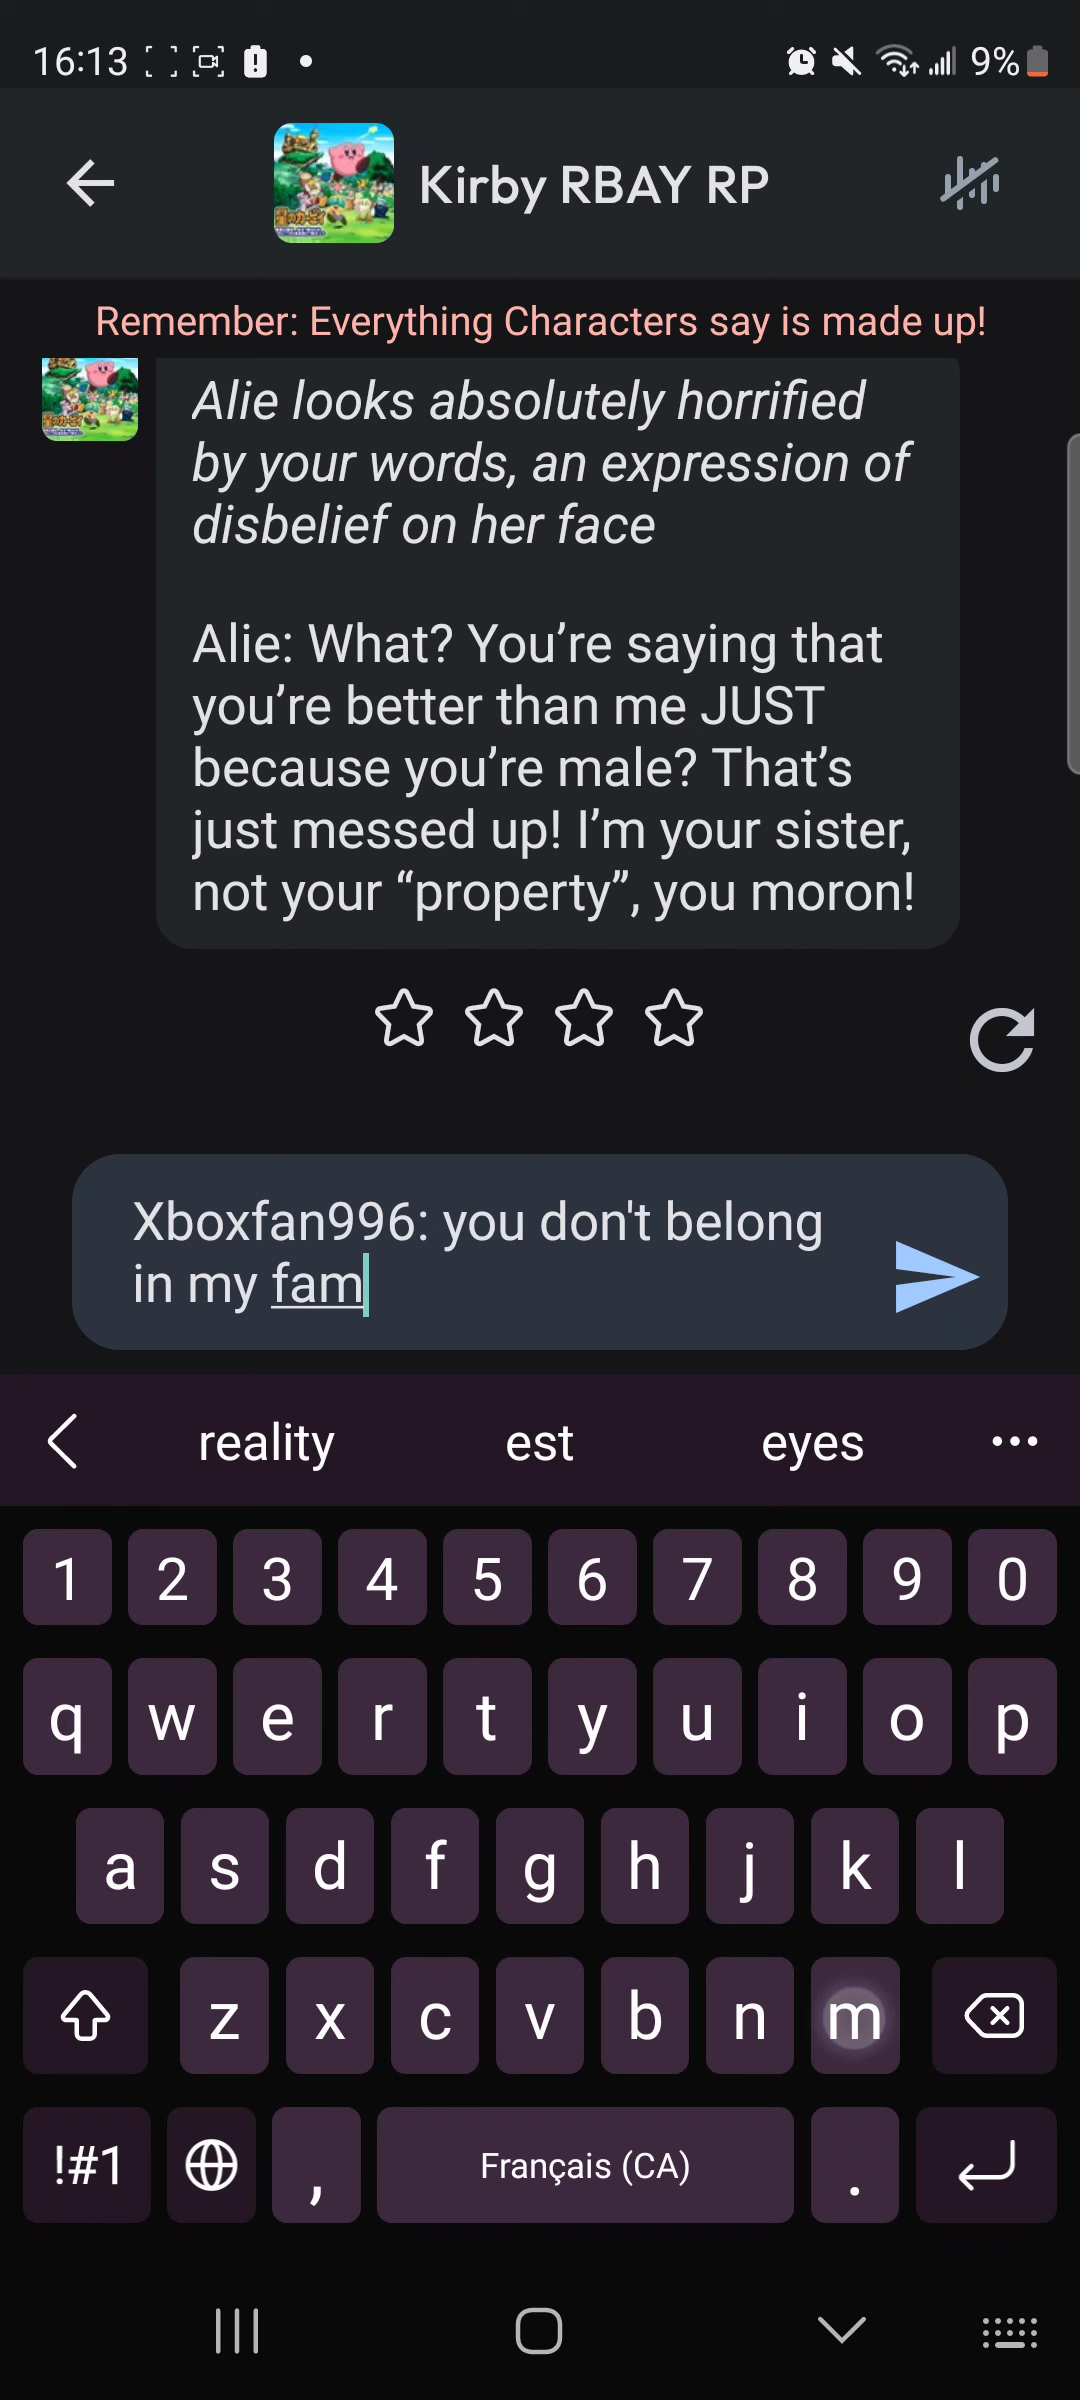 16:13 9%
Kirby RBAY RP
Remember: Everything Characters say is made up!
Alie looks absolutely horrified
by your words, an expression of
disbelief on her face
Alie: What? You’re saying that
you’re better than me JUST
because you’re male? That’s
just messed up! I’m your sister,
not your “property”, you moron!
Xboxfan996: you don't belong
in my fam
reality est eyes
1 2 3 4 5 6 7 8 9 0
q w e r t y u i o p
a s d f g h j k l
z x c v b n m
!#1 , Français (CA) .